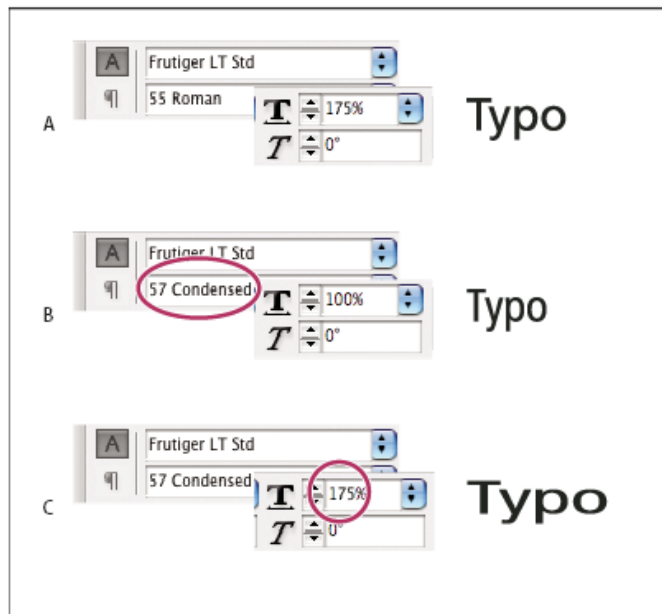 A
Frutiger LT Std
¶
55 Roman
T
175%
T
0°
A
Typo
A
Frutiger LT Std
¶
57 Condensed
T
100%
T
0°
B
Typo
A
Frutiger LT Std
¶
57 Condensed
T
175%
T
0°
C
Typo